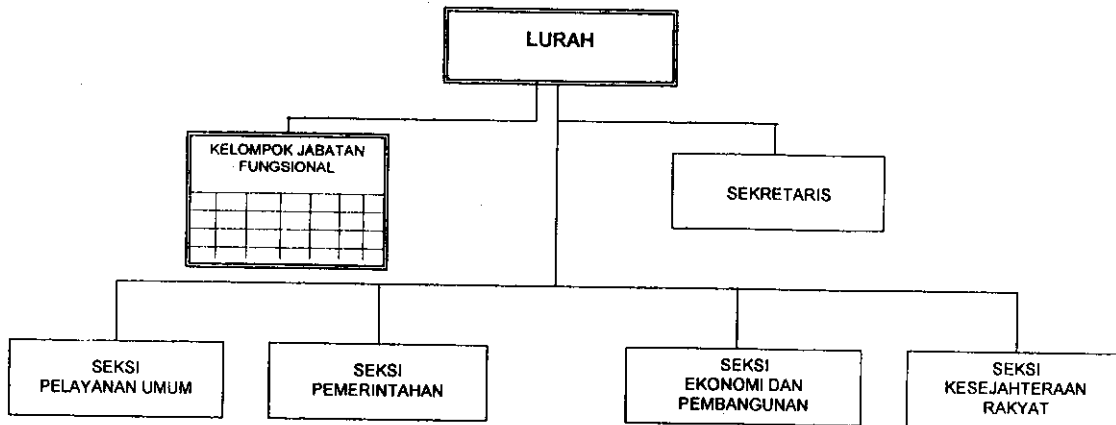 LURAH
KELOMPOK JABATAN
FUNGSIONAL
SEKRETARIS
SEKSI
PELAYANAN UMUM
SEKSI
PEMERINTAHAN
SEKSI
EKONOMI DAN
PEMBANGUNAN
SEKSI
KESEJAHTERAAN
RAKYAT